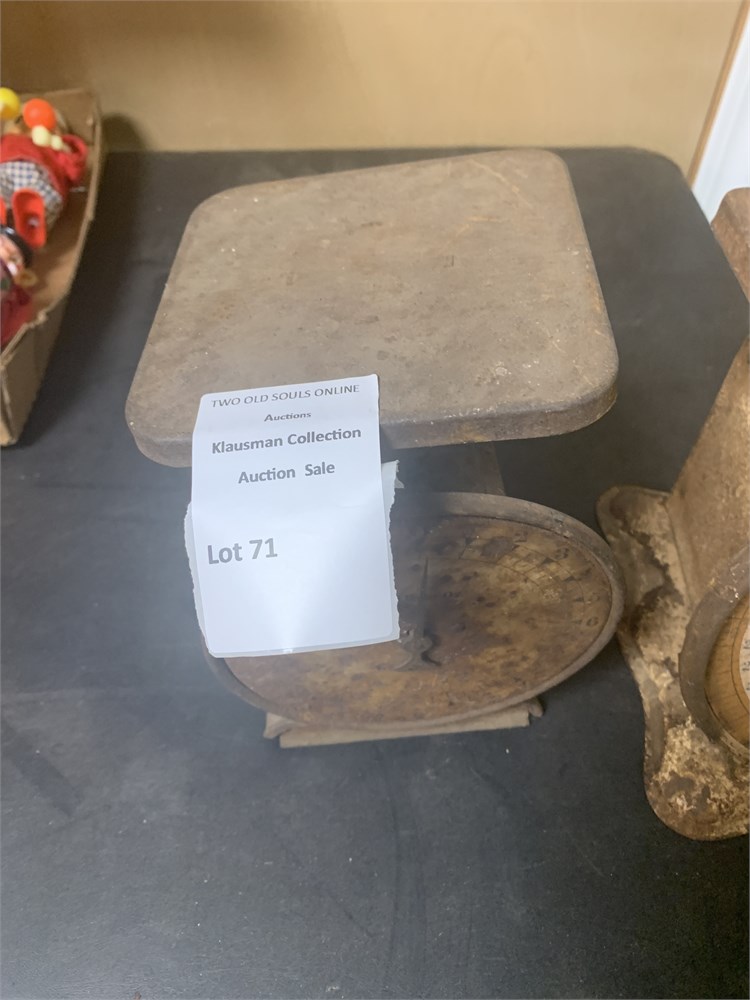 TWO OLD SOULS ONLINE
Auctions
Klausman Collection
Auction Sale
Lot 71